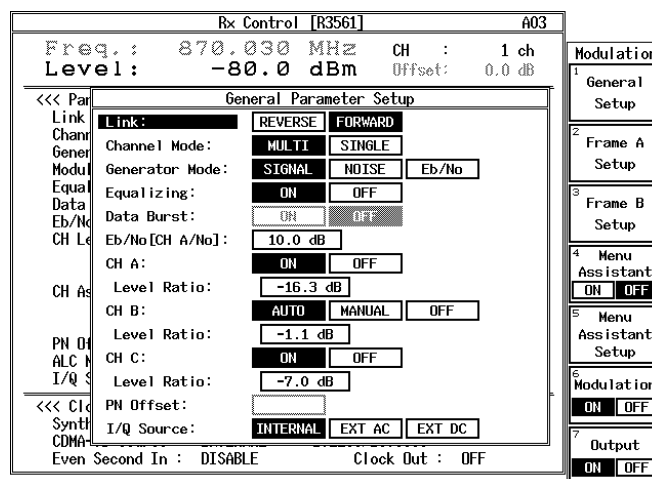 Rx Control [R3561] A03
Freq.: 870.030 MHz CH : 1 ch
Level: -80.0 dBm Offset: 0.0 dB
<<< Par
General Parameter Setup
Link
Chann
Gener
Modul
Equal
Data
Eb/No
CH Le
CH As
PN Of
ALC
I/Q
Link: REVERSE FORWARD
Channel Mode: MULTI SINGLE
Generator Mode: SIGNAL NOISE Eb/No
Equalizing: ON OFF
Data Burst: ON OFF
Eb/No[CH A/No]: 10.0 dB
CH A: ON OFF
Level Ratio: -16.3 dB
CH B: AUTO MANUAL OFF
Level Ratio: -1.1 dB
CH C: ON OFF
Level Ratio: -7.0 dB
PN Offset:
I/Q Source: INTERNAL EXT AC EXT DC
<<< Clo
Synth
CDMA-
Even Second In : DISABLE Clock Out : OFF
Modulation
1 General
Setup
2 Frame A
Setup
3 Frame B
Setup
4 Menu
Assistant
ON OFF
5 Menu
Assistant
Setup
6
Modulation
ON OFF
7
Output
ON OFF